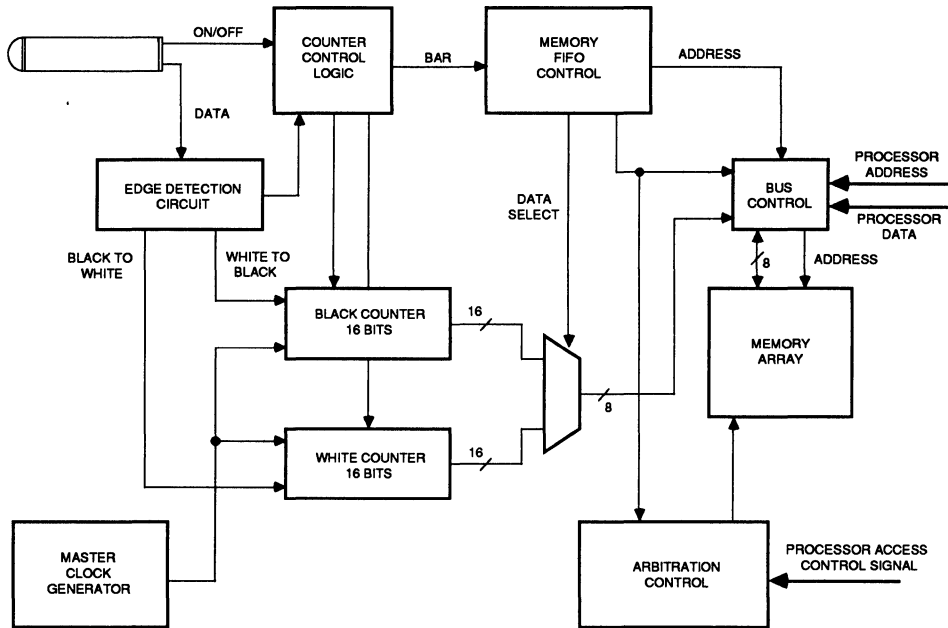 ON/OFF
COUNTER
CONTROL
LOGIC
BAR
MEMORY
FIFO
CONTROL
ADDRESS
DATA
EDGE DETECTION
CIRCUIT
DATA
SELECT
BUS
CONTROL
PROCESSOR
ADDRESS
PROCESSOR
DATA
BLACK TO
WHITE
WHITE TO
BLACK
8
ADDRESS
BLACK COUNTER
16 BITS
16
MEMORY
ARRAY
8
WHITE COUNTER
16 BITS
16
MASTER
CLOCK
GENERATOR
ARBITRATION
CONTROL
PROCESSOR ACCESS
CONTROL SIGNAL